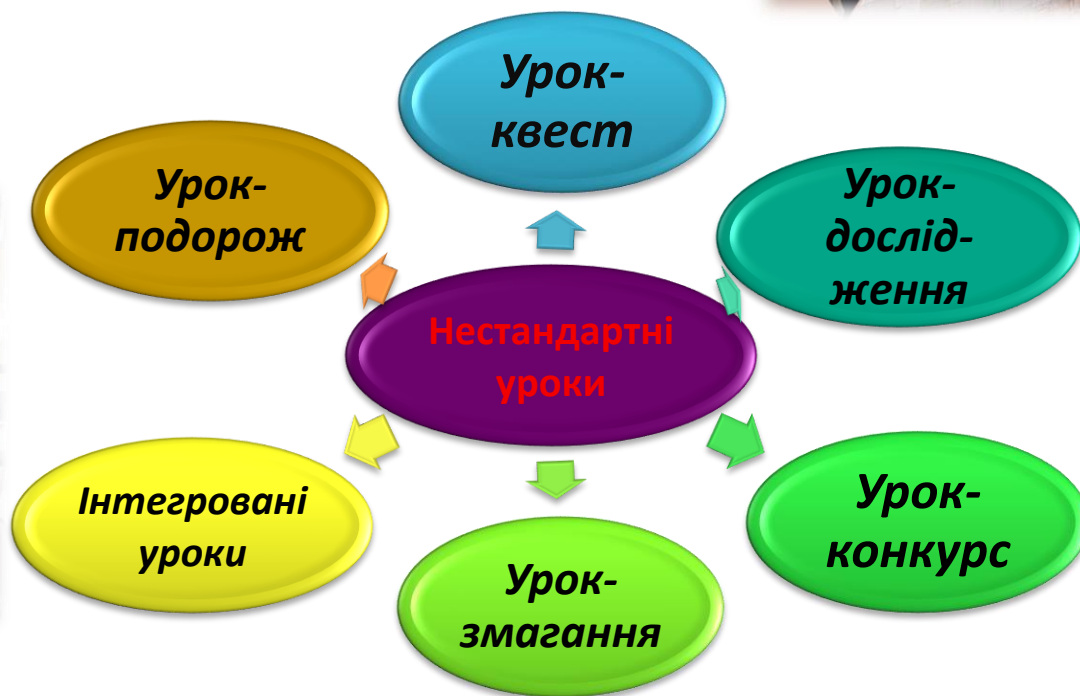 Урок-
квест
Урок-
подорож
Урок-
дослід-
ження
Нестандартні
уроки
Інтегровані
уроки
Урок-
змагання
Урок-
конкурс